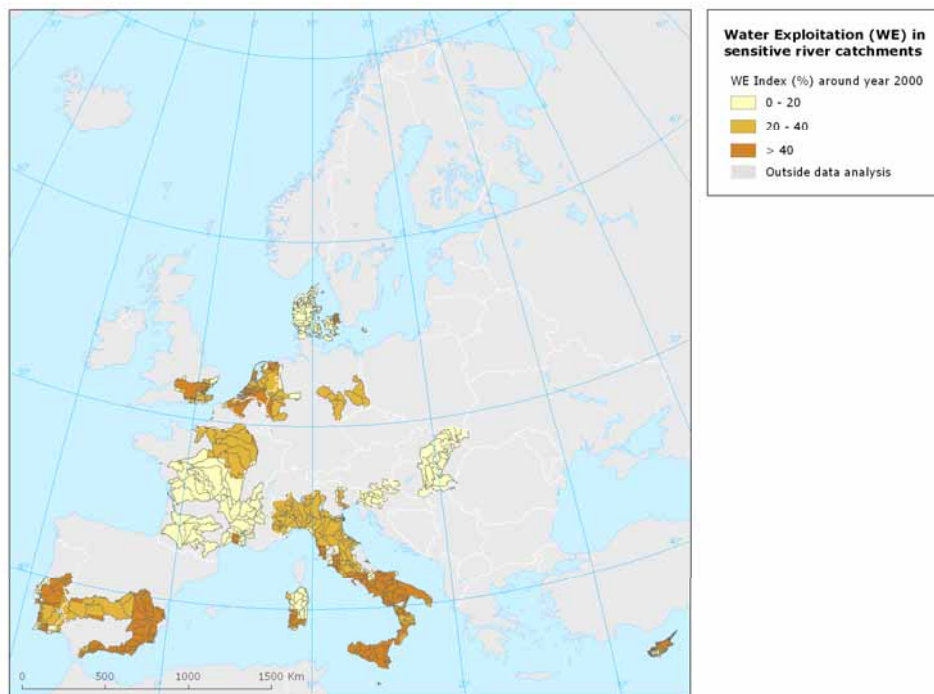 Water Exploitation (WE) in
sensitive river catchments
WE Index (%) around year 2000
0 - 20
20 - 40
> 40
Outside data analysis
0 500 1000 1500 Km